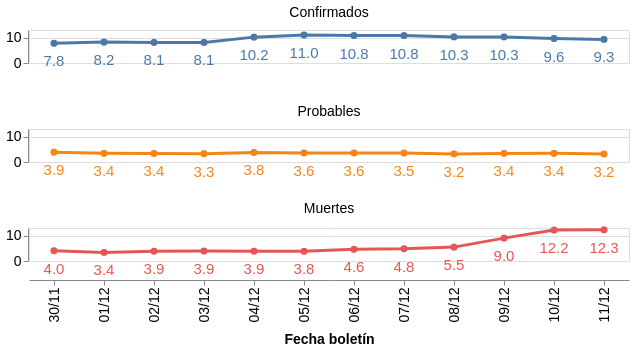 Confirmados
10
0
7.8 8.2 8.1 8.1 10.2 11.0 10.8 10.8 10.3 10.3 9.6 9.3
Probables
10
0
3.9 3.4 3.4 3.3 3.8 3.6 3.6 3.5 3.2 3.4 3.4 3.2
Muertes
10
0
4.0 3.4 3.9 3.9 3.9 3.8 4.6 4.8 5.5 9.0 12.2 12.3
30/11 01/12 02/12 03/12 04/12 05/12 06/12 07/12 08/12 09/12 10/12 11/12
Fecha boletín